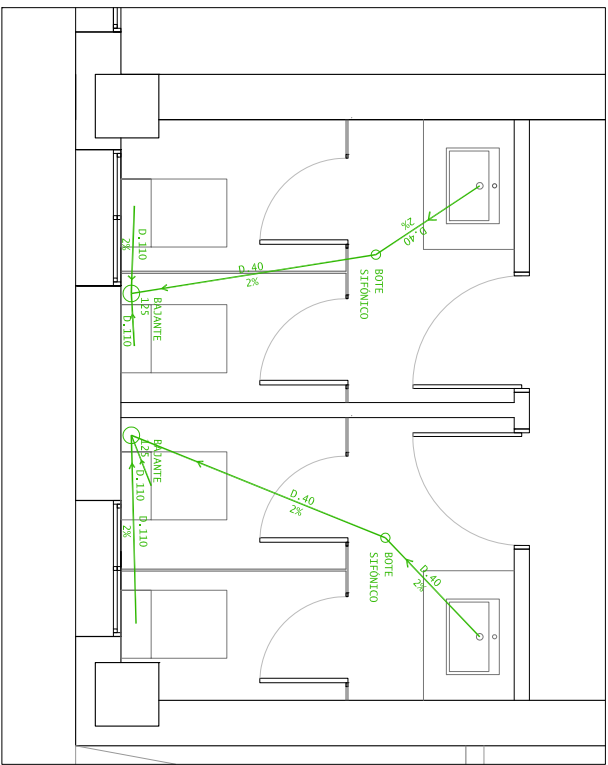 D.40
2%
D.110
2%
D.40
2%
BOTE
SIFÓNICO
BAJANTE
125
D.110
BAJANTE
125
D.110
D.110
2%
D.40
2%
BOTE
SIFÓNICO
D.40
2%